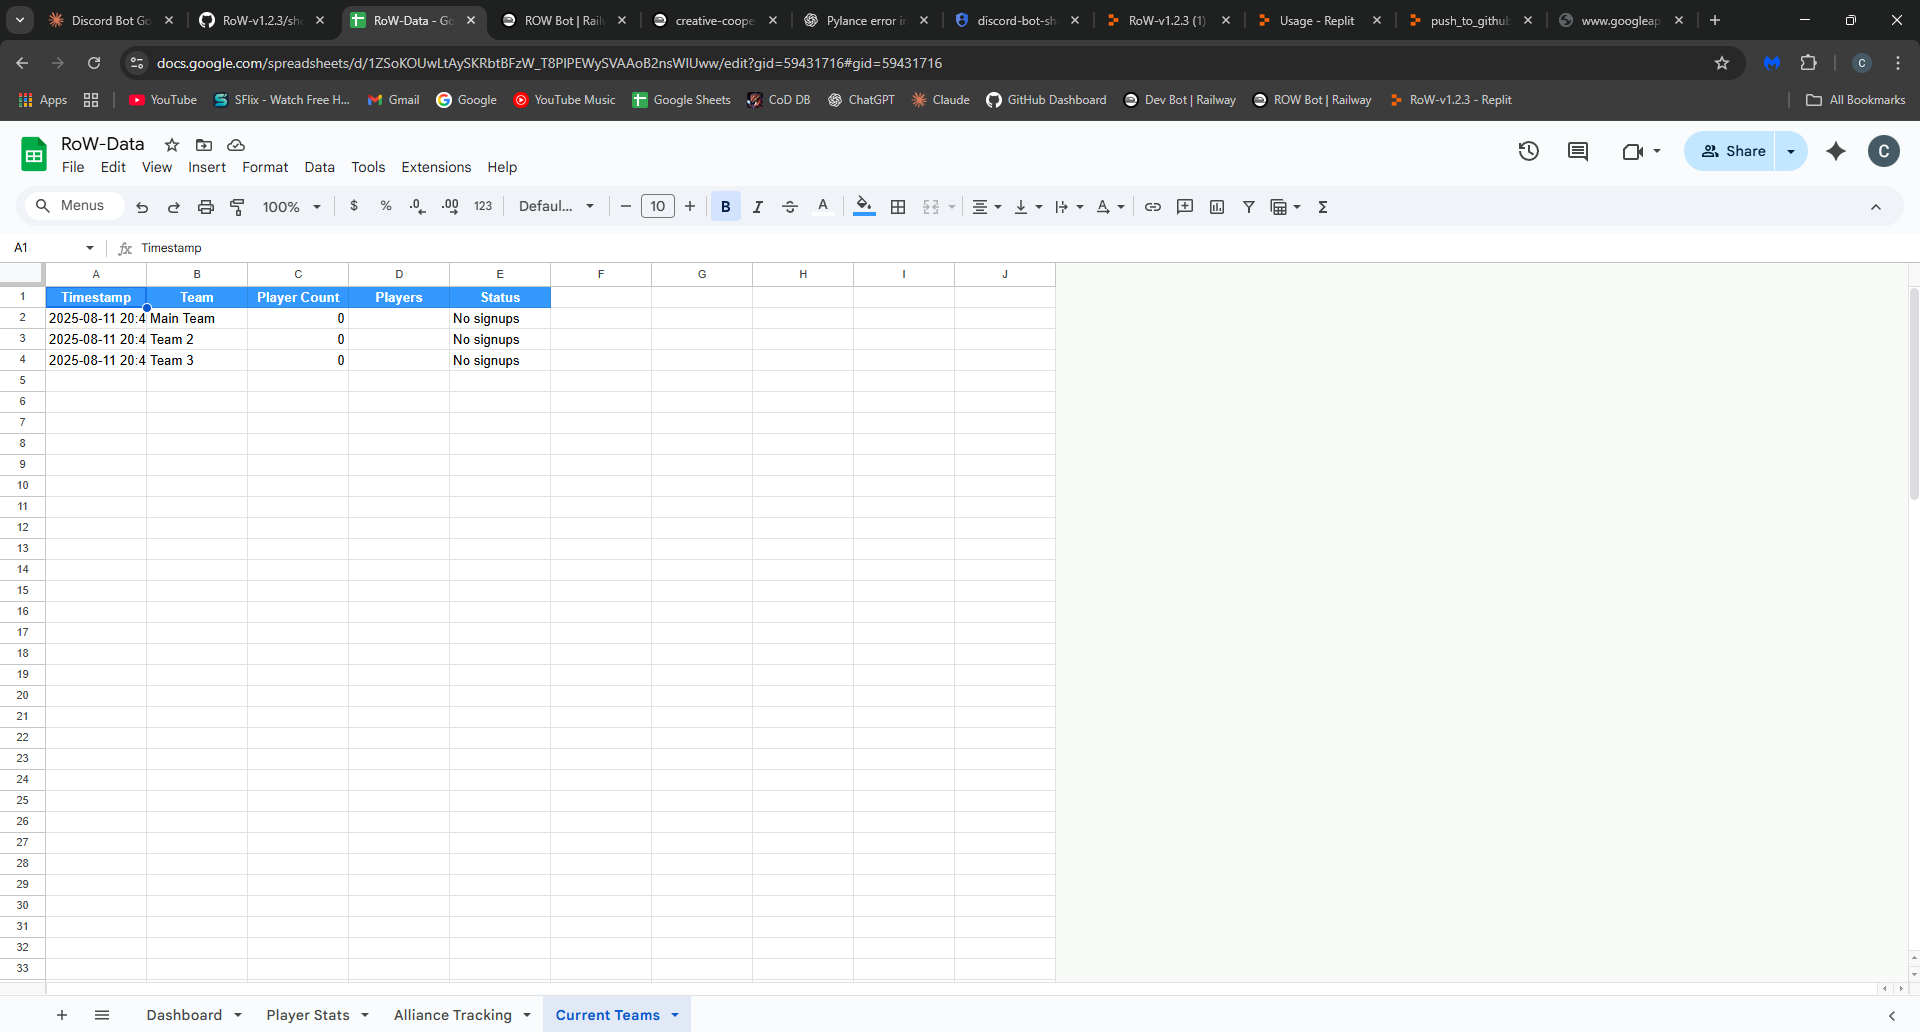 Discord Bot Go
RoW-v1.2.3/she
RoW-Data - Go
ROW Bot | Rail
creative-coope
Pylance error i
discord-bot-sh
RoW-v1.2.3 (1)
Usage - Replit
push_to_githu
www.googleap
docs.google.com/spreadsheets/d/1ZSoKOUwLtAySKRbtBFzW_T8PIPEWySVAAoB2nsWIUww/edit?gid=59431716#gid=59431716
C
Apps
YouTube
SFlix - Watch Free H...
Gmail
Google
YouTube Music
Google Sheets
CoD DB
ChatGPT
Claude
GitHub Dashboard
Dev Bot | Railway
ROW Bot | Railway
RoW-v1.2.3 - Replit
All Bookmarks
RoW-Data
File Edit View Insert Format Data Tools Extensions Help
Share
C
Menus
100%
$ % .0 .00 123
Defaul...
10
B I A
Σ
A1
fx Timestamp
A B C D E F G H I J
1 Timestamp Team Player Count Players Status
2 2025-08-11 20:4 Main Team 0 No signups
3 2025-08-11 20:4 Team 2 0 No signups
4 2025-08-11 20:4 Team 3 0 No signups
5
6
7
8
9
10
11
12
13
14
15
16
17
18
19
20
21
22
23
24
25
26
27
28
29
30
31
32
33
Dashboard
Player Stats
Alliance Tracking
Current Teams